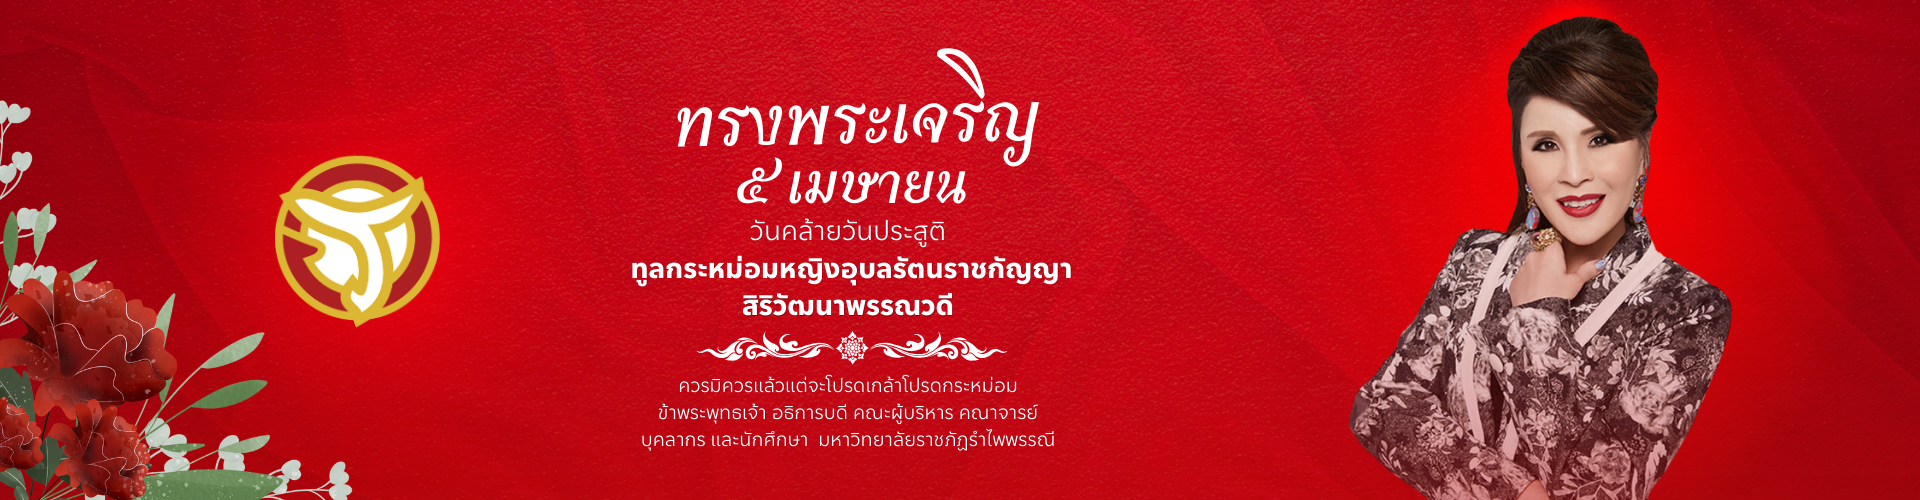 ทรงพระเจริญ
๕ เมษายน
วันคล้ายวันประสูติ
ทูลกระหม่อมหญิงอุบลรัตนราชกัญญา
สิริวัฒนาพรรณวดี
ควรมิควรแล้วแต่จะโปรดเกล้าโปรดกระหม่อม
ข้าพระพุทธเจ้า อธิการบดี คณะผู้บริหาร คณาจารย์
บุคลากร และนักศึกษา มหาวิทยาลัยราชภัฏรำไพพรรณี